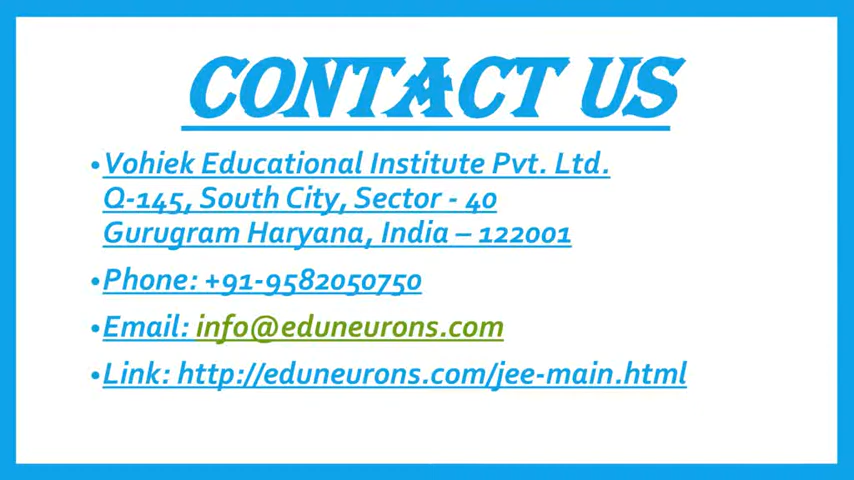 CONTACT US
•Vohiek Educational Institute Pvt. Ltd.
Q-145, South City, Sector - 40
Gurugram Haryana, India – 122001
•Phone: +91-9582050750
•Email: info@eduneurons.com
•Link: http://eduneurons.com/jee-main.html